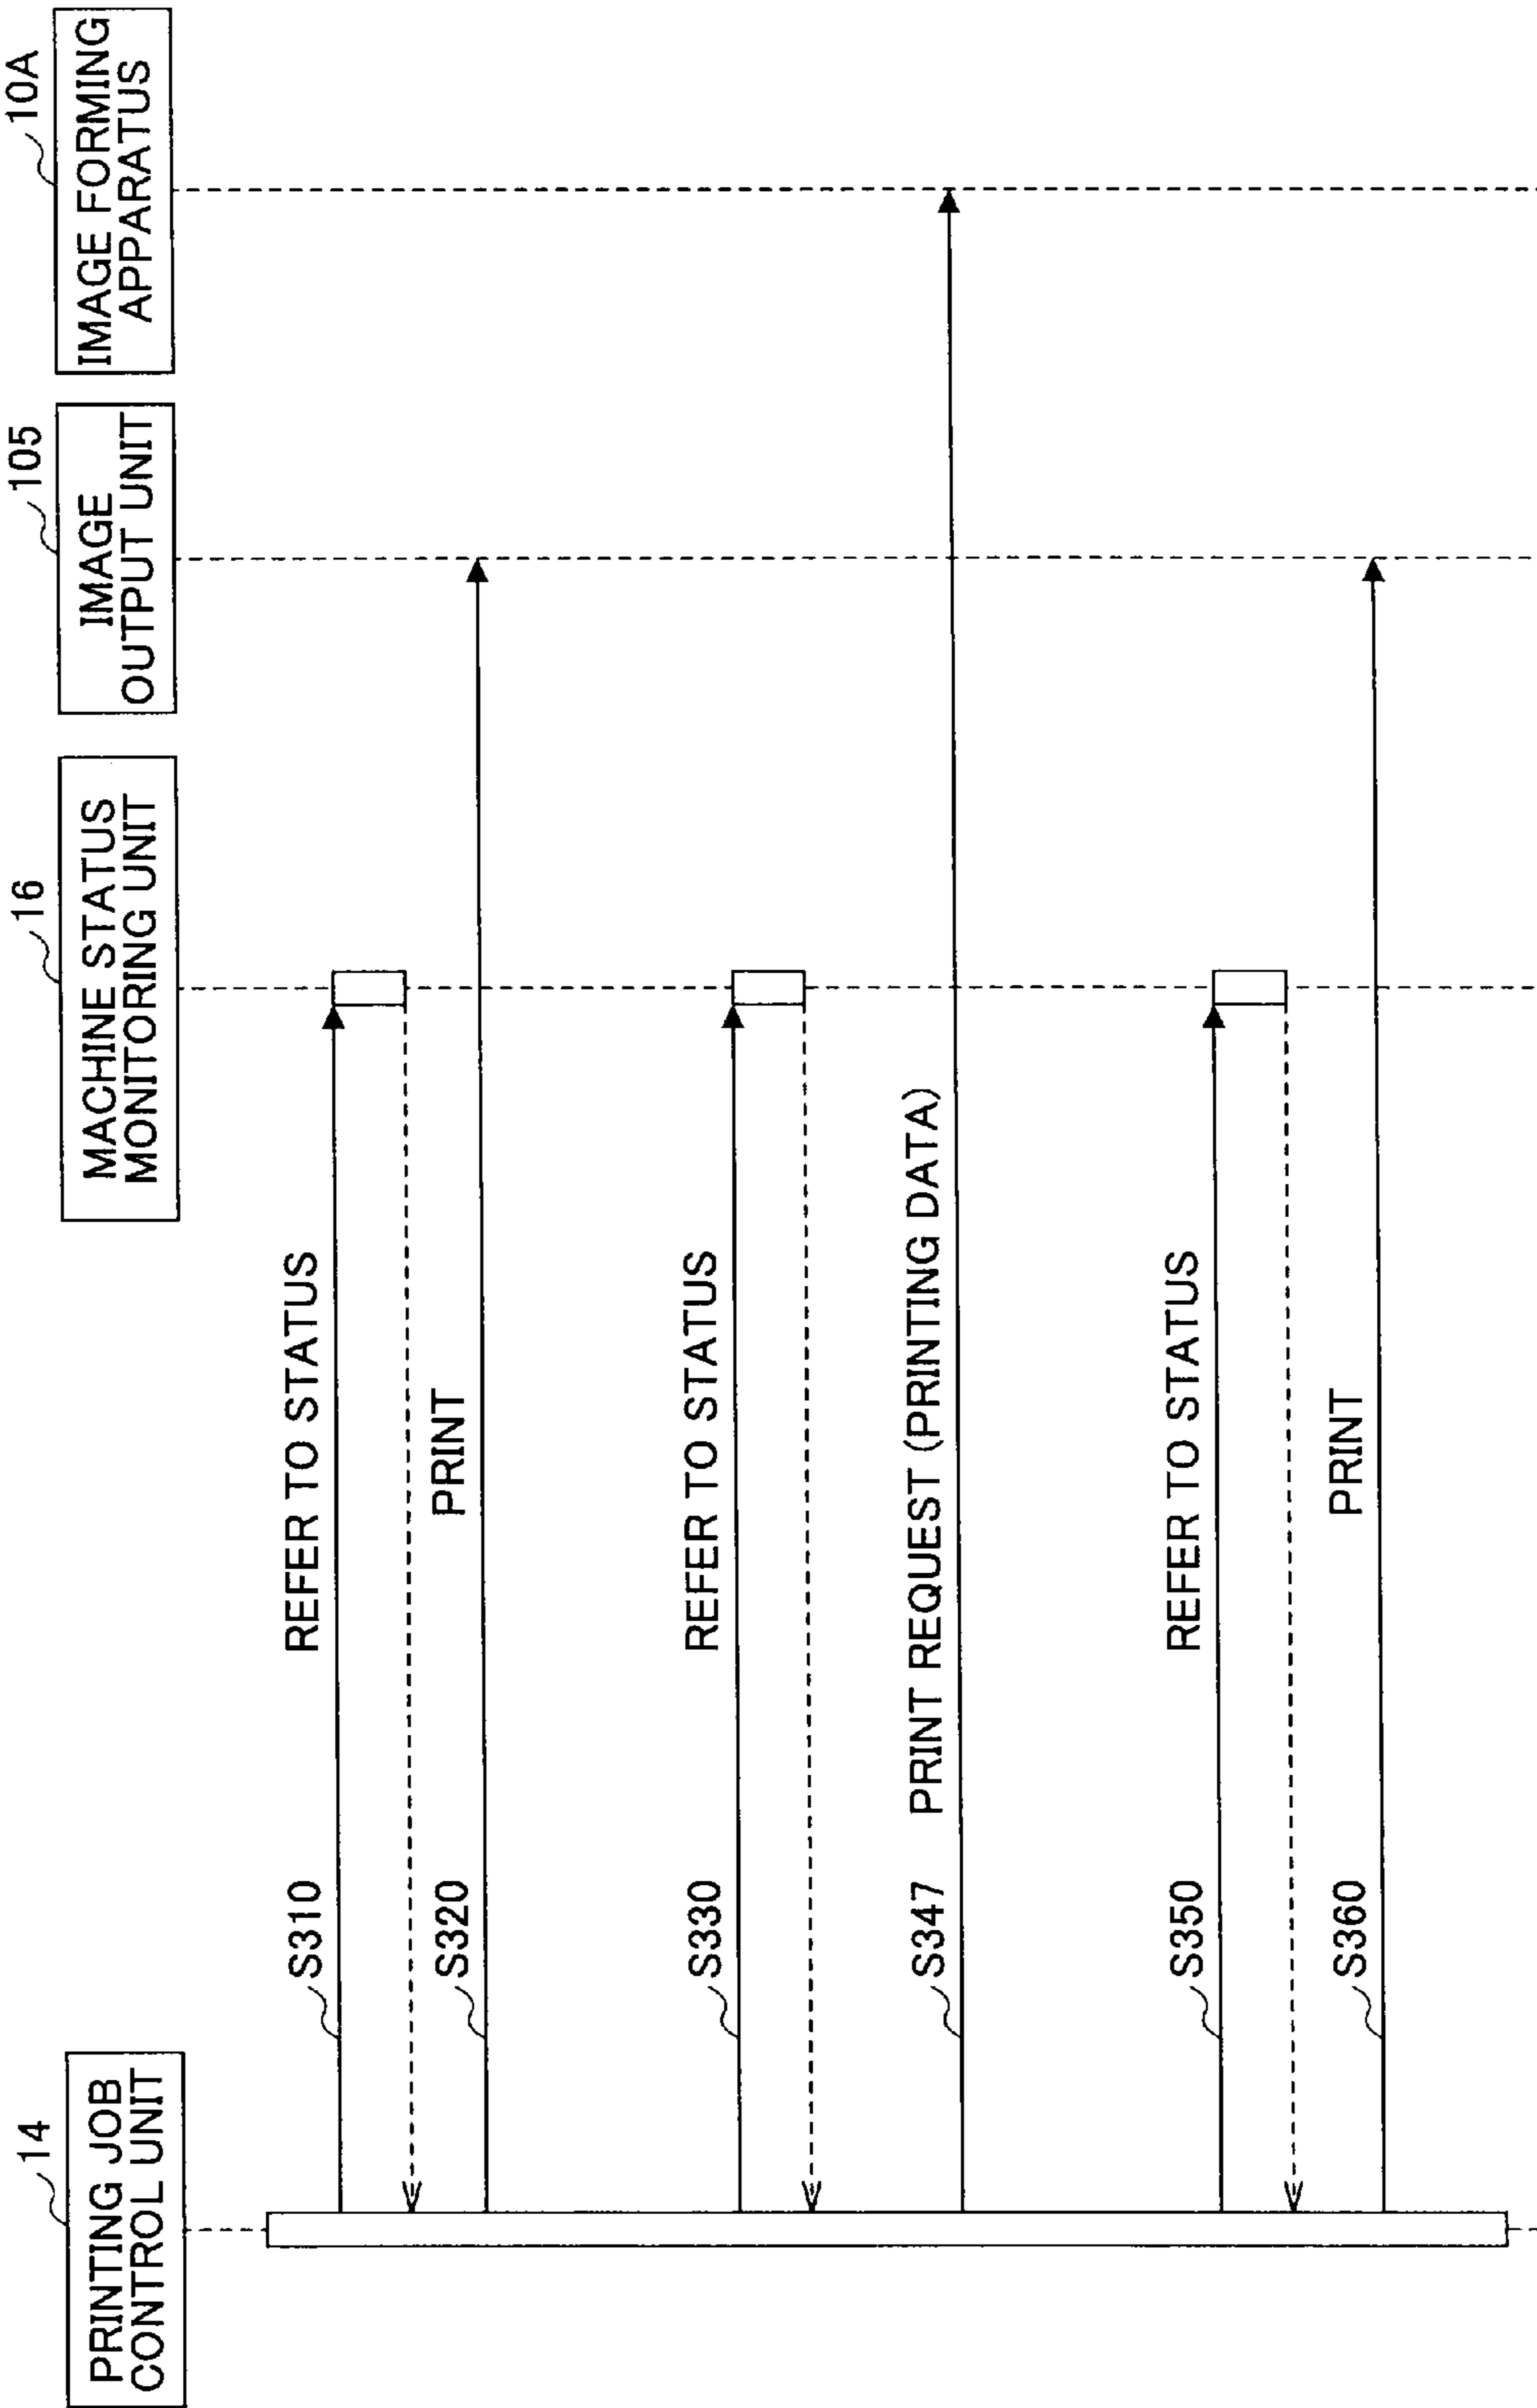 14
PRINTING JOB
CONTROL UNIT
16
MACHINE STATUS
MONITORING UNIT
105
IMAGE
OUTPUT UNIT
10A
IMAGE FORMING
APPARATUS
S310
REFER TO STATUS
S320
PRINT
S330
REFER TO STATUS
S347
PRINT REQUEST (PRINTING DATA)
S350
REFER TO STATUS
S360
PRINT